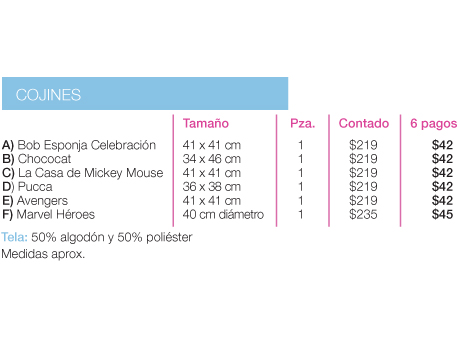 COJINES
Tamaño Pza. Contado 6 pagos
A) Bob Esponja Celebración 41 x 41 cm 1 $219 $42
B) Chococat 34 x 46 cm 1 $219 $42
C) La Casa de Mickey Mouse 41 x 41 cm 1 $219 $42
D) Pucca 36 x 38 cm 1 $219 $42
E) Avengers 41 x 41 cm 1 $219 $42
F) Marvel Héroes 40 cm diámetro 1 $235 $45
Tela: 50% algodón y 50% poliéster
Medidas aprox.